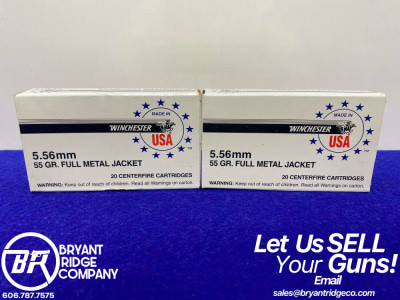 MADE IN
WINCHESTER
USA
5.56mm
55 GR. FULL METAL JACKET
20 CENTERFIRE CARTRIDGES
WARNING: Keep out of reach of children. Read all Warnings on carton.
MADE IN
WINCHESTER
USA
5.56mm
55 GR. FULL METAL JACKET
20 CENTERFIRE CARTRIDGES
WARNING: Keep out of reach of children. Read all Warnings on carton.
BR
BRYANT
RIDGE
COMPANY
606.787.7575
Let Us SELL
Your Guns!
Email
sales@bryantridgeco.com